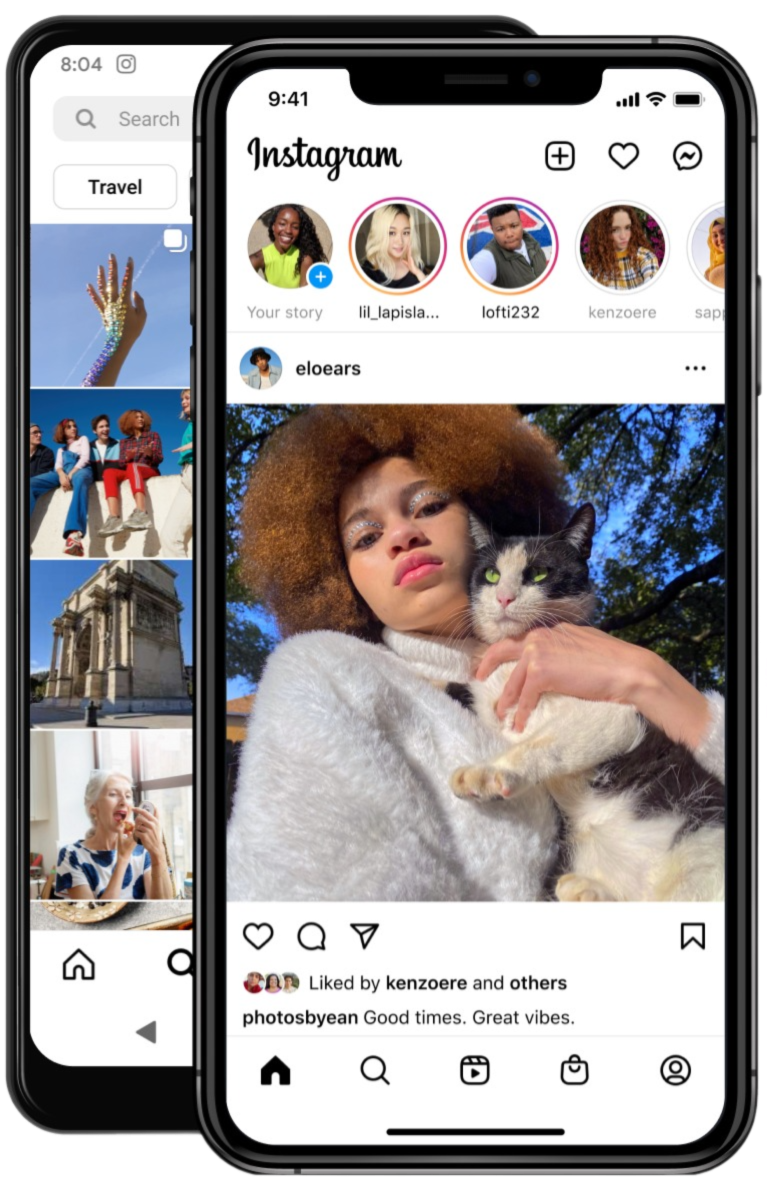 8:04
Search
Travel
9:41
Instagram
Your story
lil_lapisla...
lofti232
kenzoere
sapp
eloears
Liked by kenzoere and others
photosbyean Good times. Great vibes.